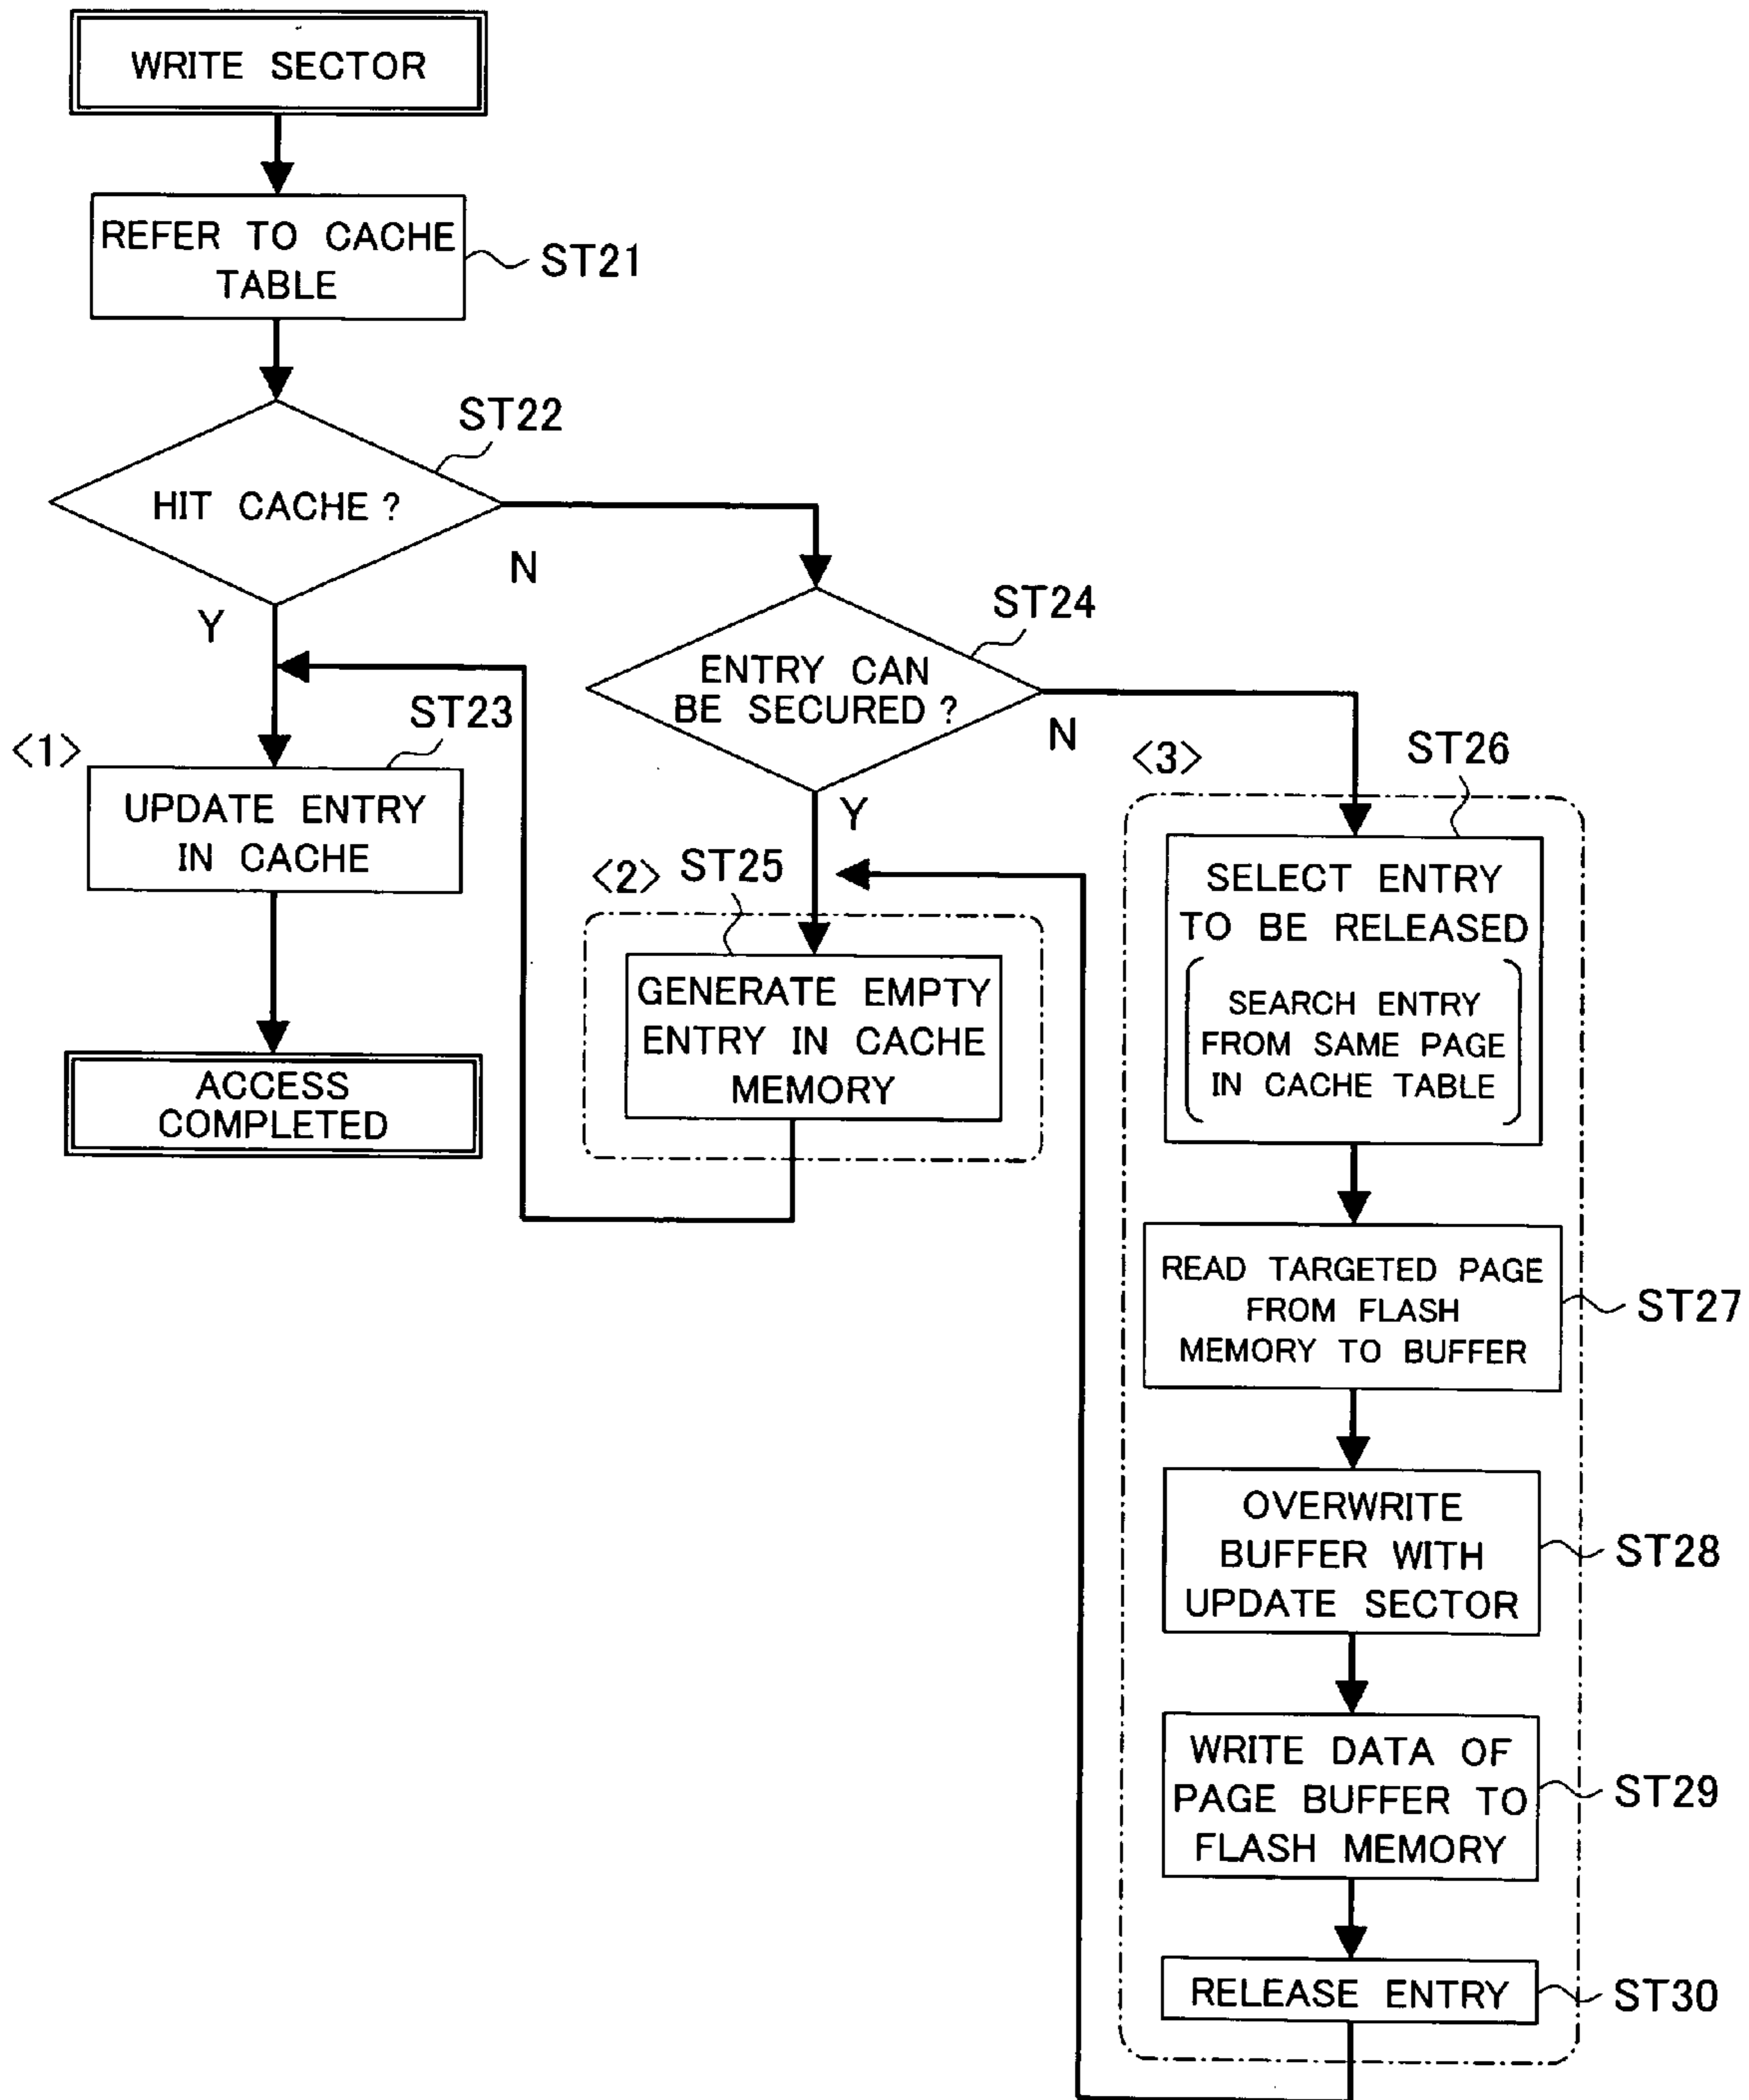 WRITE SECTOR
REFER TO CACHE
TABLE
ST21
ST22
HIT CACHE ?
N
Y
ST24
ENTRY CAN
BE SECURED ?
N
Y
<1>
ST23
UPDATE ENTRY
IN CACHE
ACCESS
COMPLETED
<2>
ST25
GENERATE EMPTY
ENTRY IN CACHE
MEMORY
<3>
ST26
SELECT ENTRY
TO BE RELEASED
SEARCH ENTRY
FROM SAME PAGE
IN CACHE TABLE
READ TARGETED PAGE
FROM FLASH
MEMORY TO BUFFER
ST27
OVERWRITE
BUFFER WITH
UPDATE SECTOR
ST28
WRITE DATA OF
PAGE BUFFER TO
FLASH MEMORY
ST29
RELEASE ENTRY
ST30